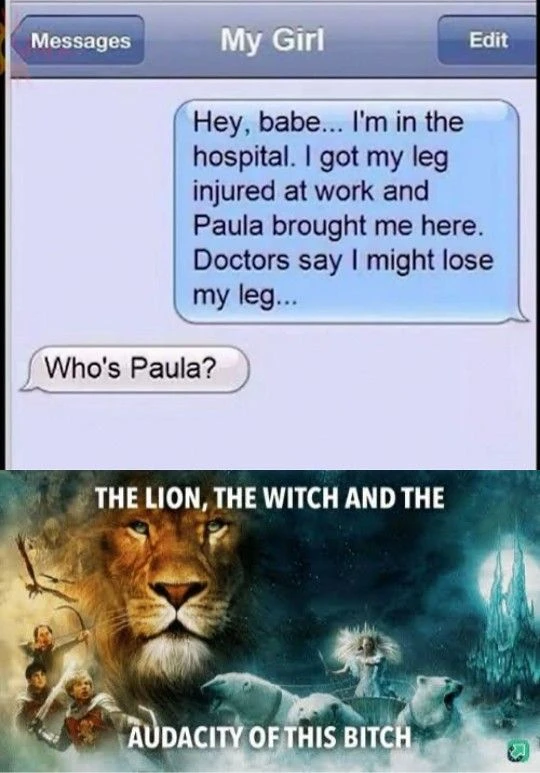 Messages
My Girl
Edit
Hey, babe... I'm in the
hospital. I got my leg
injured at work and
Paula brought me here.
Doctors say I might lose
my leg...
Who's Paula?
THE LION, THE WITCH AND THE
AUDACITY OF THIS BITCH